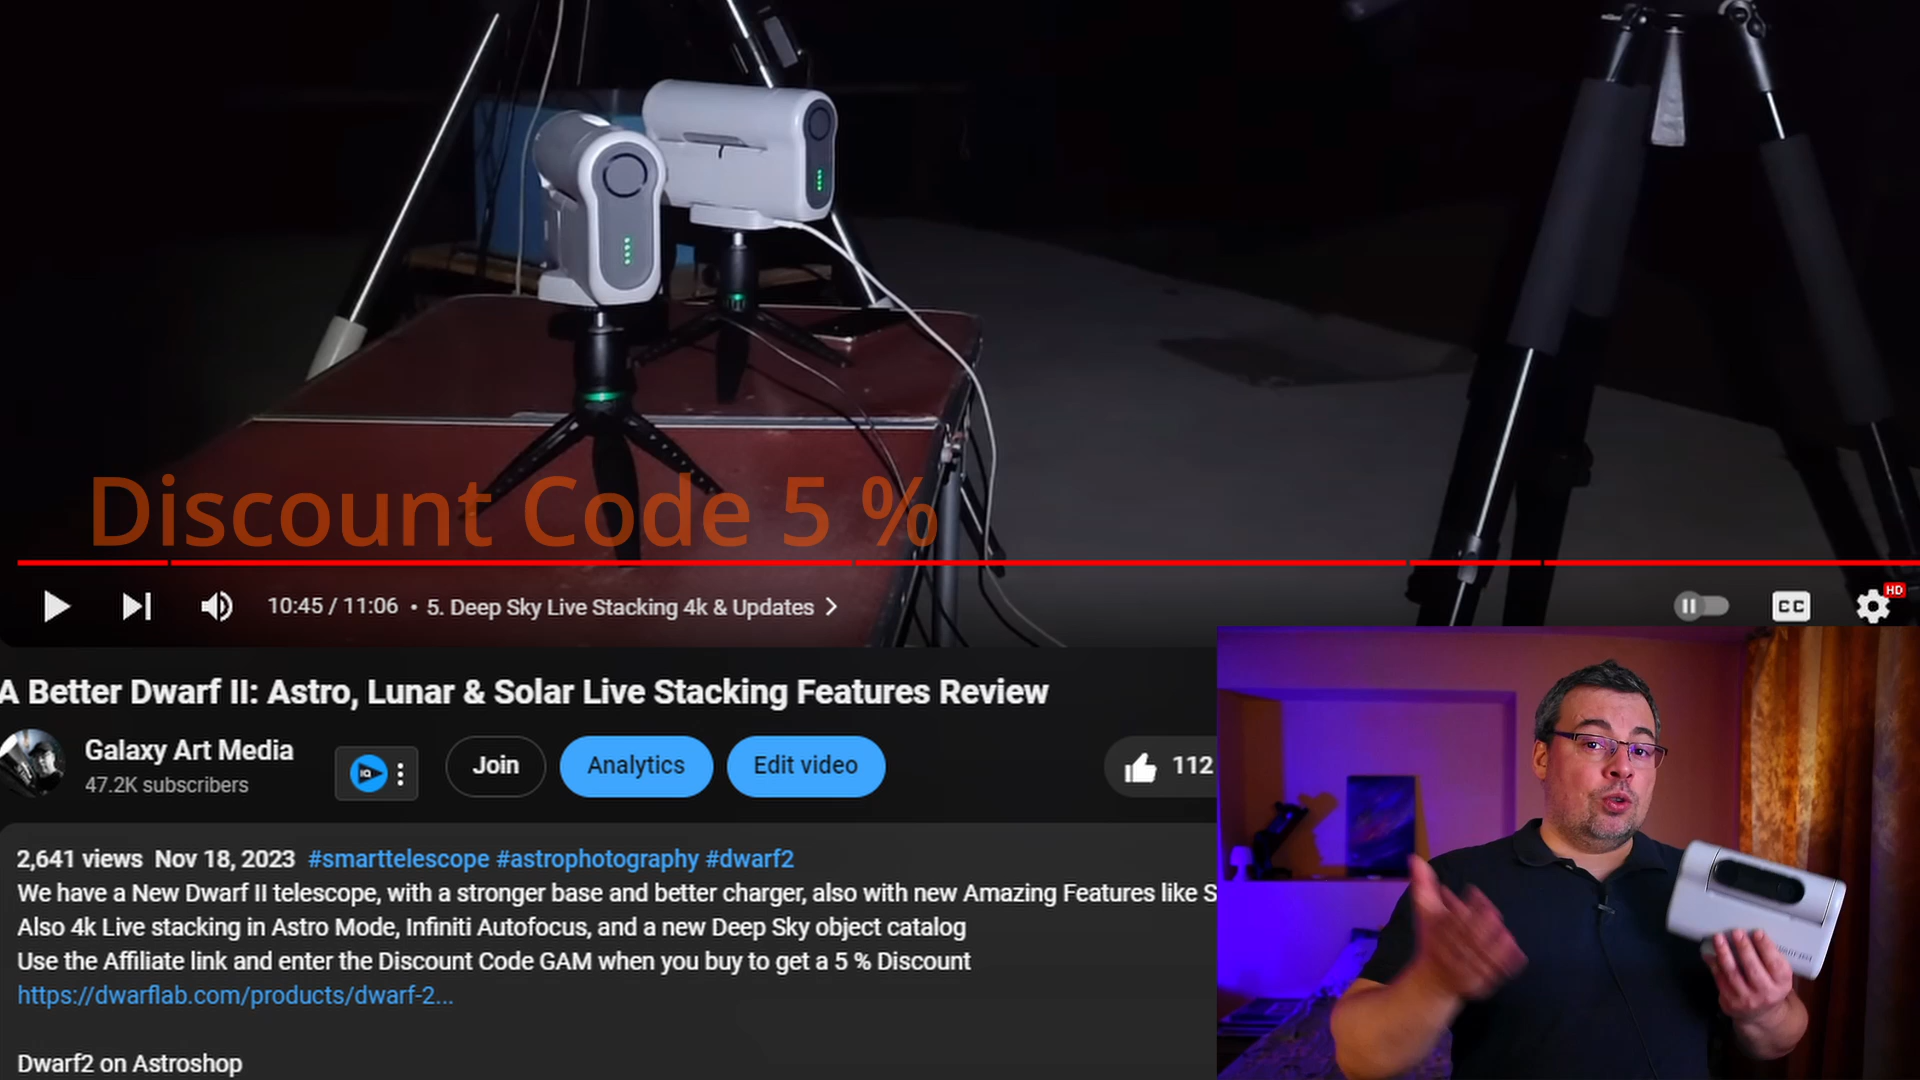 Discount Code 5 %
10:45 / 11:06 • 5. Deep Sky Live Stacking 4k & Updates
CC
HD
A Better Dwarf II: Astro, Lunar & Solar Live Stacking Features Review
Galaxy Art Media
47.2K subscribers
IQ
Join
Analytics
Edit video
112
2,641 views Nov 18, 2023 #smarttelescope #astrophotography #dwarf2
We have a New Dwarf II telescope, with a stronger base and better charger, also with new Amazing Features like S
Also 4k Live stacking in Astro Mode, Infiniti Autofocus, and a new Deep Sky object catalog
Use the Affiliate link and enter the Discount Code GAM when you buy to get a 5 % Discount
https://dwarflab.com/products/dwarf-2...
Dwarf2 on Astroshop